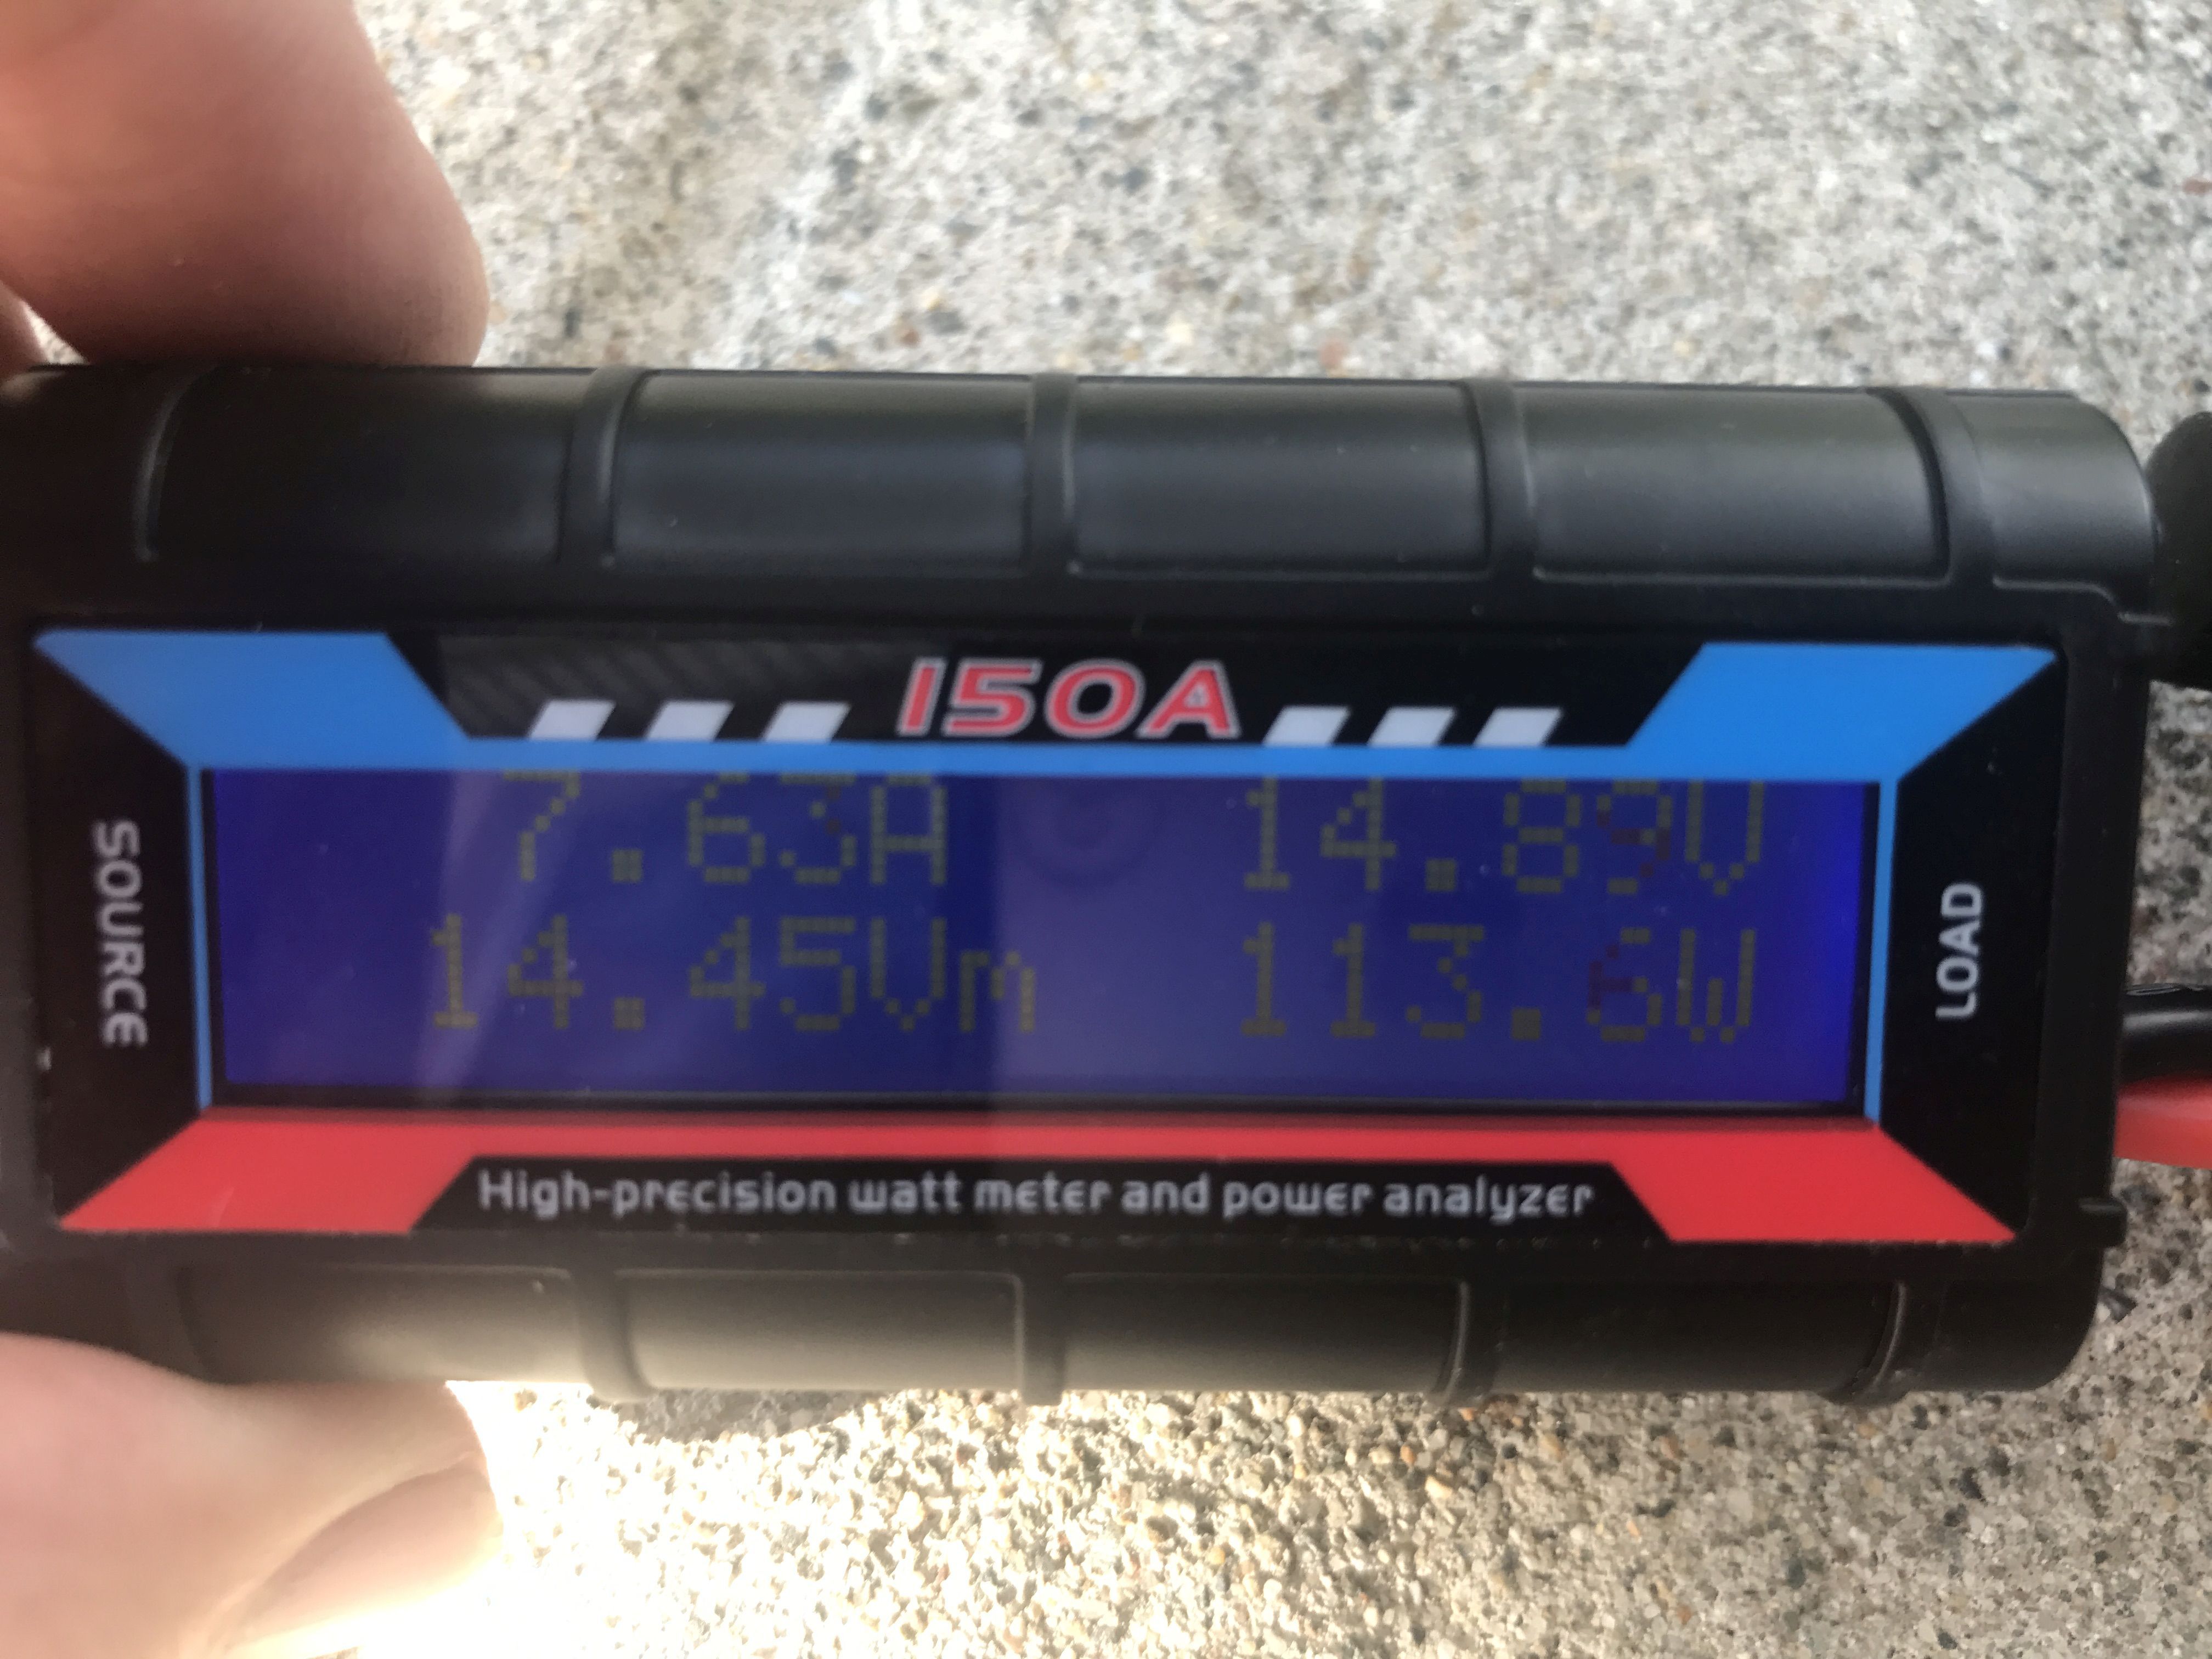 150A
SOURCE
7.63A 14.89V
14.45Vm 113.6W
LOAD
High-precision watt meter and power analyzer